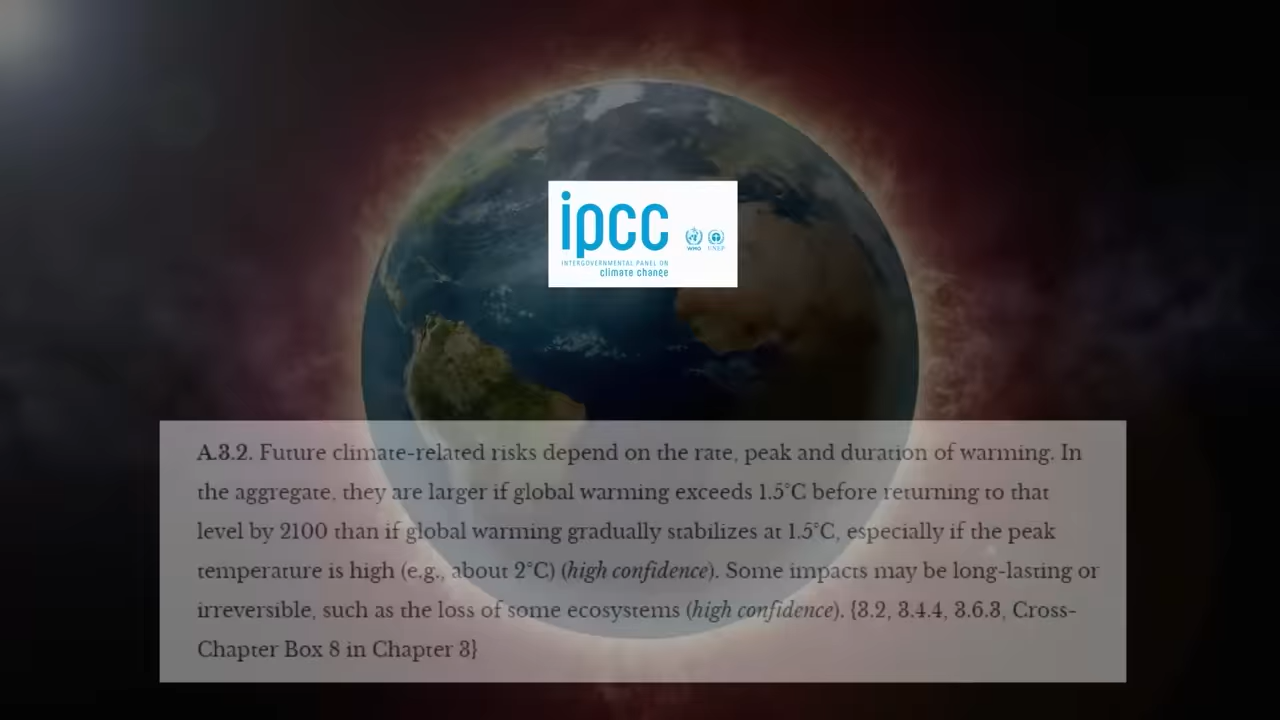 ipcc
WMO
UNEP
INTERGOVERNMENTAL PANEL ON
climate change
A.3.2. Future climate-related risks depend on the rate, peak and duration of warming. In
the aggregate, they are larger if global warming exceeds 1.5°C before returning to that
level by 2100 than if global warming gradually stabilizes at 1.5°C, especially if the peak
temperature is high (e.g., about 2°C) (high confidence). Some impacts may be long-lasting or
irreversible, such as the loss of some ecosystems (high confidence). {3.2, 3.4.4, 3.6.3, Cross-
Chapter Box 8 in Chapter 3}